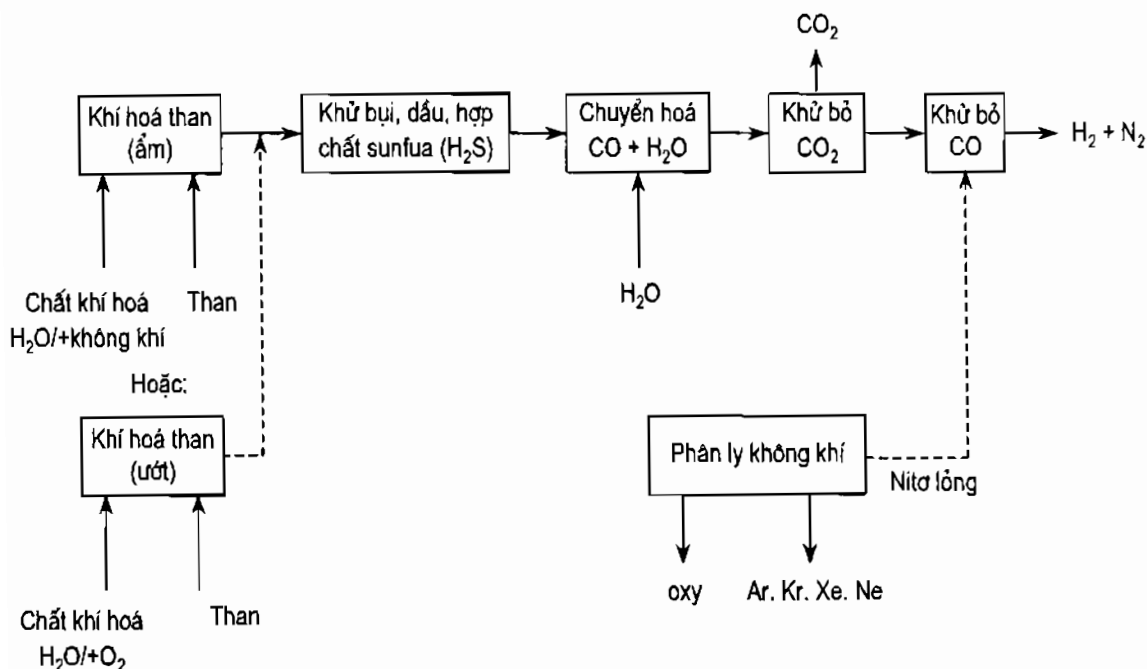 CO₂
Khí hoá than
(ẩm)
Khử bụi, dầu, hợp
chất sunfua (H₂S)
Chuyển hoá
CO + H₂O
Khử bỏ
CO₂
Khử bỏ
CO
H₂ + N₂
Chất khí hoá
H₂O/+không khí
Than
H₂O
Hoặc:
Khí hoá than
(ướt)
Phân ly không khí
Nitơ lỏng
Chất khí hoá
H₂O/+O₂
Than
oxy
Ar. Kr. Xe. Ne